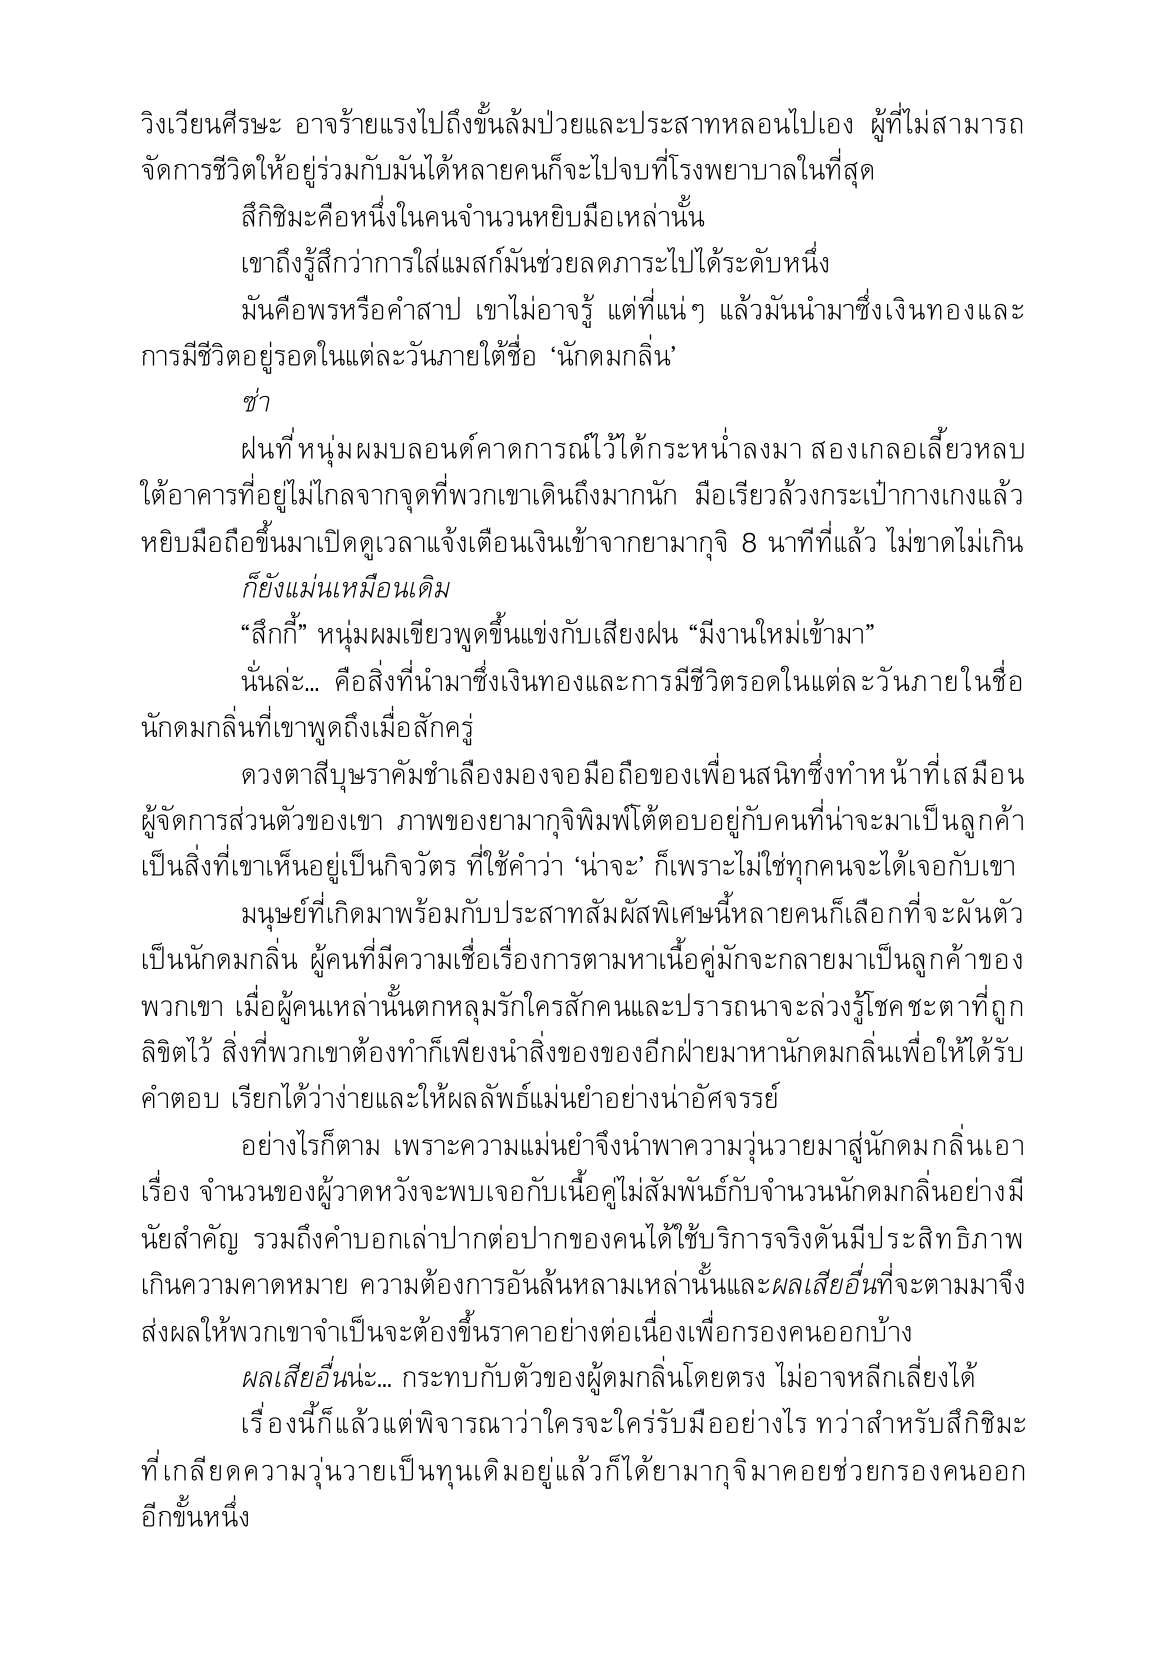 วิงเวียนศีรษะ อาจร้ายแรงไปถึงขั้นล้มป่วยและประสาทหลอนไปเอง ผู้ที่ไม่สามารถ
จัดการชีวิตให้อยู่ร่วมกับมันได้หลายคนก็จะไปจบที่โรงพยาบาลในที่สุด
สึกิชิมะคือหนึ่งในคนจำนวนหยิบมือเหล่านั้น
เขาถึงรู้สึกว่าการใส่แมสก์มันช่วยลดภาระไปได้ระดับหนึ่ง
มันคือพรหรือคำสาป เขาไม่อาจรู้ แต่ที่แน่ๆ แล้วมันนำมาซึ่งเงินทองและ
การมีชีวิตอยู่รอดในแต่ละวันภายใต้ชื่อ ‘นักดมกลิ่น’
ซ่า
ฝนที่หนุ่มผมบลอนด์คาดการณ์ไว้ได้กระหน่ำลงมา สองเกลอเลี้ยวหลบ
ใต้อาคารที่อยู่ไม่ไกลจากจุดที่พวกเขาเดินถึงมากนัก มือเรียวล้วงกระเป๋ากางเกงแล้ว
หยิบมือถือขึ้นมาเปิดดูเวลาแจ้งเตือนเงินเข้าจากยามากุจิ 8 นาทีที่แล้ว ไม่ขาดไม่เกิน
ก็ยังแม่นเหมือนเดิม
“สึกกี้” หนุ่มผมเขียวพูดขึ้นแข่งกับเสียงฝน “มีงานใหม่เข้ามา”
นั่นล่ะ... คือสิ่งที่นำมาซึ่งเงินทองและการมีชีวิตรอดในแต่ละวันภายในชื่อ
นักดมกลิ่นที่เขาพูดถึงเมื่อสักครู่
ดวงตาสีบุษราคัมชำเลืองมองจอมือถือของเพื่อนสนิทซึ่งทำหน้าที่เสมือน
ผู้จัดการส่วนตัวของเขา ภาพของยามากุจิพิมพ์โต้ตอบอยู่กับคนที่น่าจะมาเป็นลูกค้า
เป็นสิ่งที่เขาเห็นอยู่เป็นกิจวัตร ที่ใช้คำว่า ‘น่าจะ’ ก็เพราะไม่ใช่ทุกคนจะได้เจอกับเขา
มนุษย์ที่เกิดมาพร้อมกับประสาทสัมผัสพิเศษนี้หลายคนก็เลือกที่จะผันตัว
เป็นนักดมกลิ่น ผู้คนที่มีความเชื่อเรื่องการตามหาเนื้อคู่มักจะกลายมาเป็นลูกค้าของ
พวกเขา เมื่อผู้คนเหล่านั้นตกหลุมรักใครสักคนและปรารถนาจะล่วงรู้โชคชะตาที่ถูก
ลิขิตไว้ สิ่งที่พวกเขาต้องทำก็เพียงนำสิ่งของของอีกฝ่ายมาหานักดมกลิ่นเพื่อให้ได้รับ
คำตอบ เรียกได้ว่าง่ายและให้ผลลัพธ์แม่นยำอย่างน่าอัศจรรย์
อย่างไรก็ตาม เพราะความแม่นยำจึงนำพาความวุ่นวายมาสู่นักดมกลิ่นเอา
เรื่อง จำนวนของผู้วาดหวังจะพบเจอกับเนื้อคู่ไม่สัมพันธ์กับจำนวนนักดมกลิ่นอย่างมี
นัยสำคัญ รวมถึงคำบอกเล่าปากต่อปากของคนได้ใช้บริการจริงดันมีประสิทธิภาพ
เกินความคาดหมาย ความต้องการอันล้นหลามเหล่านั้นและผลเสียอื่นที่จะตามมาจึง
ส่งผลให้พวกเขาจำเป็นจะต้องขึ้นราคาอย่างต่อเนื่องเพื่อกรองคนออกบ้าง
ผลเสียอื่นน่ะ... กระทบกับตัวของผู้ดมกลิ่นโดยตรง ไม่อาจหลีกเลี่ยงได้
เรื่องนี้ก็แล้วแต่พิจารณาว่าใครจะใคร่รับมืออย่างไร ทว่าสำหรับสึกิชิมะ
ที่เกลียดความวุ่นวายเป็นทุนเดิมอยู่แล้วก็ได้ยามากุจิมาคอยช่วยกรองคนออก
อีกขั้นหนึ่ง